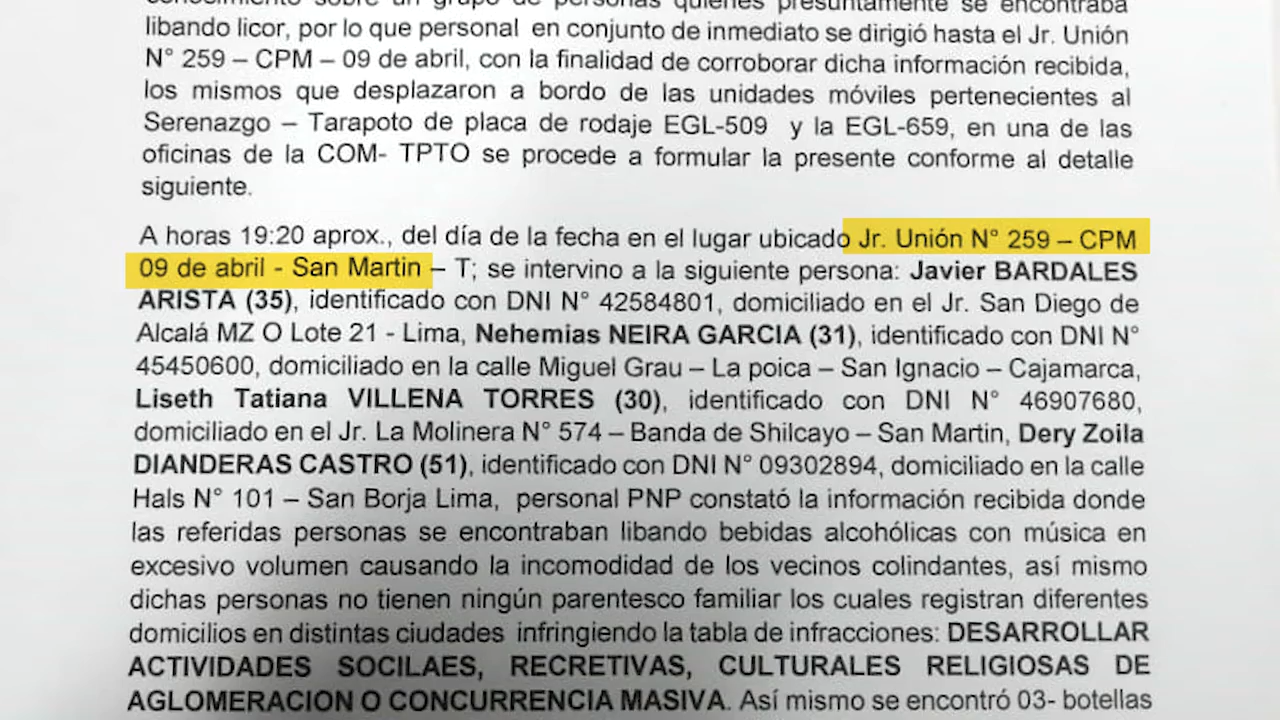 conocimiento sobre un grupo de personas quienes presuntamente se encontraba
libando licor, por lo que personal en conjunto de inmediato se dirigió hasta el Jr. Unión
N° 259 – CPM – 09 de abril, con la finalidad de corroborar dicha información recibida,
los mismos que desplazaron a bordo de las unidades móviles pertenecientes al
Serenazgo – Tarapoto de placa de rodaje EGL-509 y la EGL-659, en una de las
oficinas de la COM- TPTO se procede a formular la presente conforme al detalle
siguiente.
A horas 19:20 aprox., del día de la fecha en el lugar ubicado Jr. Unión N° 259 – CPM
09 de abril - San Martin – T; se intervino a la siguiente persona: Javier BARDALES
ARISTA (35), identificado con DNI N° 42584801, domiciliado en el Jr. San Diego de
Alcalá MZ O Lote 21 - Lima, Nehemias NEIRA GARCIA (31), identificado con DNI N°
45450600, domiciliado en la calle Miguel Grau – La poica – San Ignacio – Cajamarca,
Liseth Tatiana VILLENA TORRES (30), identificado con DNI N° 46907680,
domiciliado en el Jr. La Molinera N° 574 – Banda de Shilcayo – San Martin, Dery Zoila
DIANDERAS CASTRO (51), identificado con DNI N° 09302894, domiciliado en la calle
Hals N° 101 – San Borja Lima, personal PNP constató la información recibida donde
las referidas personas se encontraban libando bebidas alcohólicas con música en
excesivo volumen causando la incomodidad de los vecinos colindantes, así mismo
dichas personas no tienen ningún parentesco familiar los cuales registran diferentes
domicilios en distintas ciudades infringiendo la tabla de infracciones: DESARROLLAR
ACTIVIDADES SOCILAES, RECRETIVAS, CULTURALES RELIGIOSAS DE
AGLOMERACION O CONCURRENCIA MASIVA. Así mismo se encontró 03- botellas